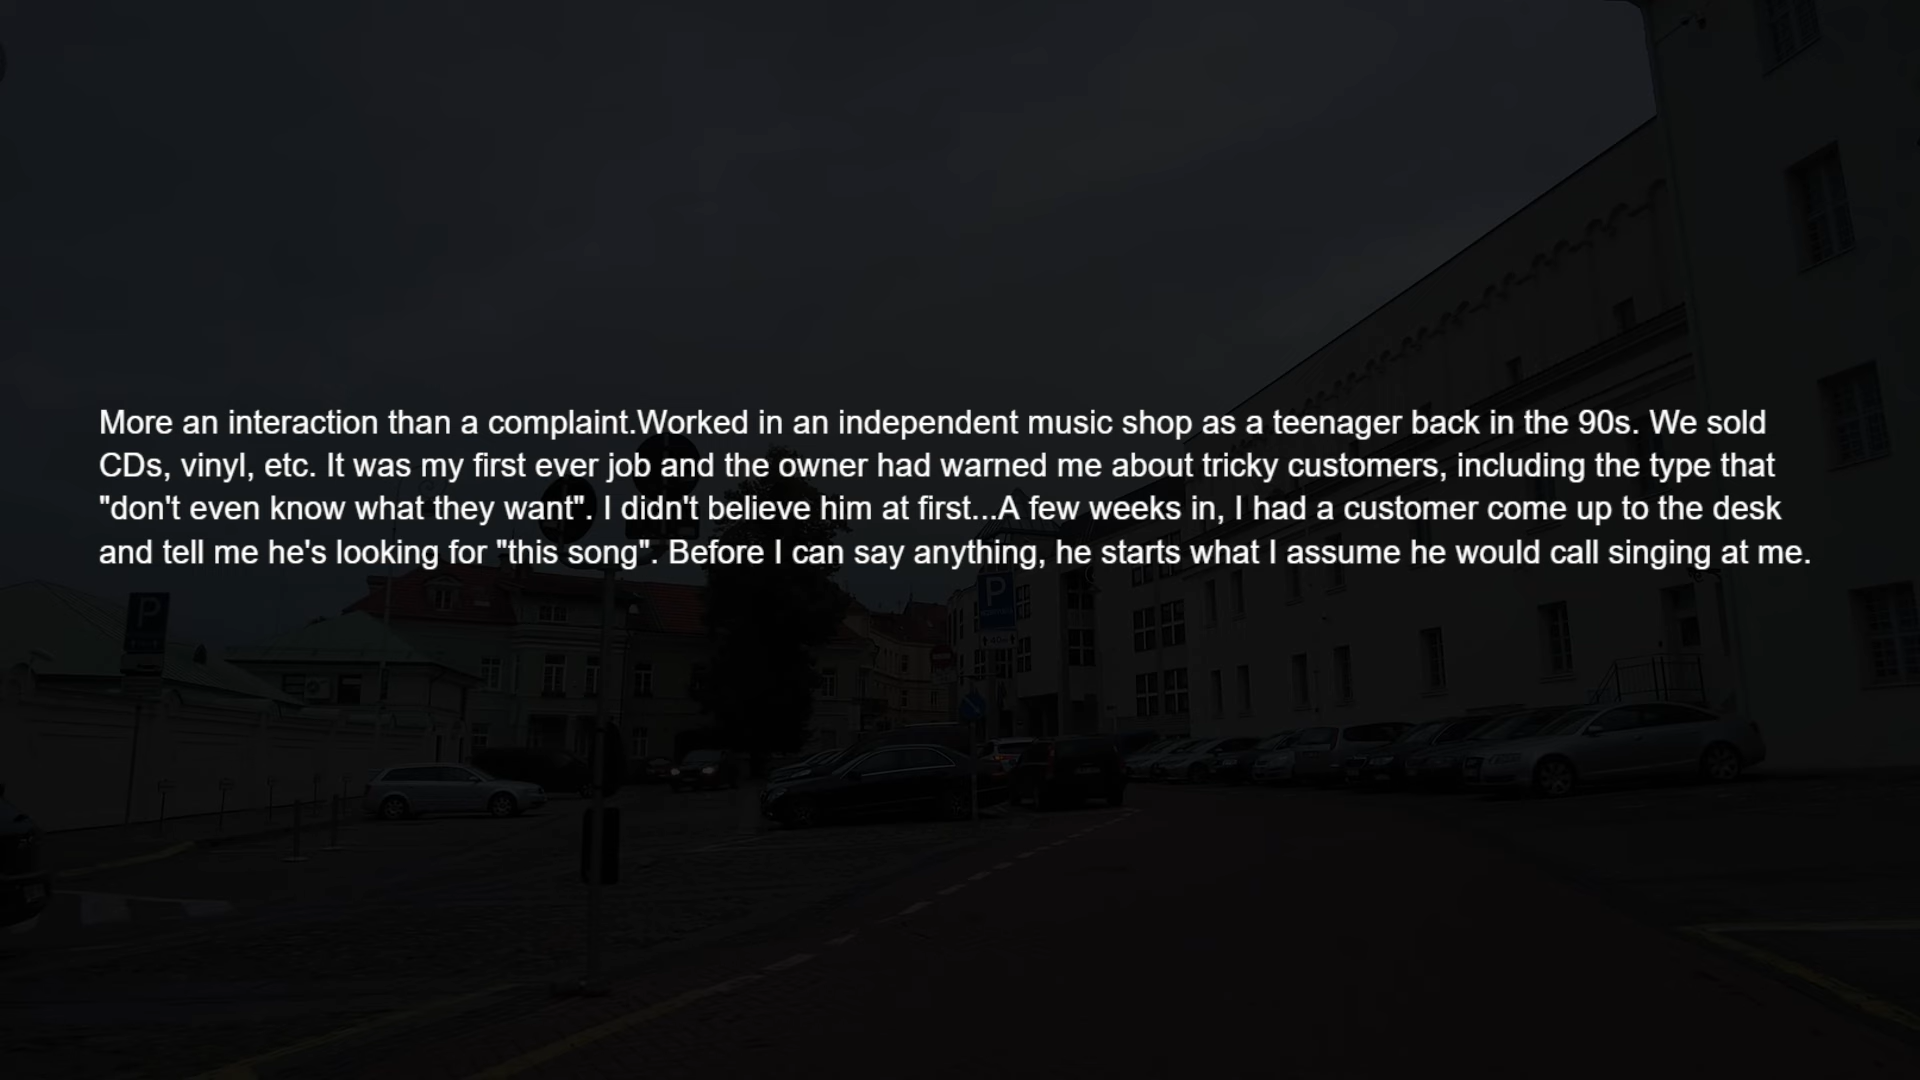 More an interaction than a complaint.Worked in an independent music shop as a teenager back in the 90s. We sold
CDs, vinyl, etc. It was my first ever job and the owner had warned me about tricky customers, including the type that
"don't even know what they want". I didn't believe him at first...A few weeks in, I had a customer come up to the desk
and tell me he's looking for "this song". Before I can say anything, he starts what I assume he would call singing at me.
P
P